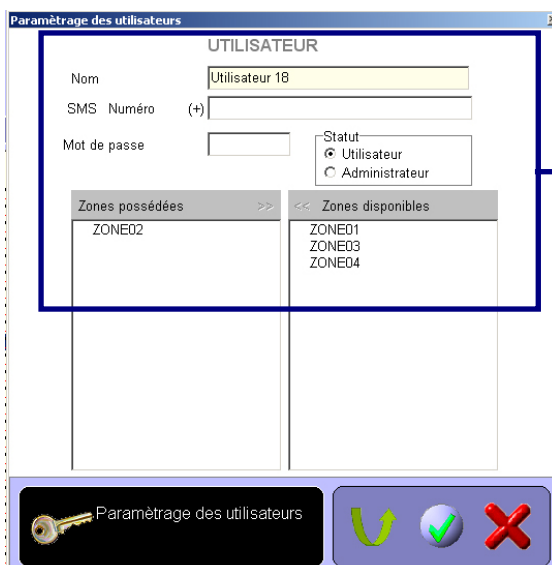 Paramètrage des utilisateurs
UTILISATEUR
Nom
Utilisateur 18
SMS Numéro (+)
Mot de passe
Statut
Utilisateur
Administrateur
Zones possédées >>
<< Zones disponibles
ZONE02
ZONE01
ZONE03
ZONE04
Paramètrage des utilisateurs